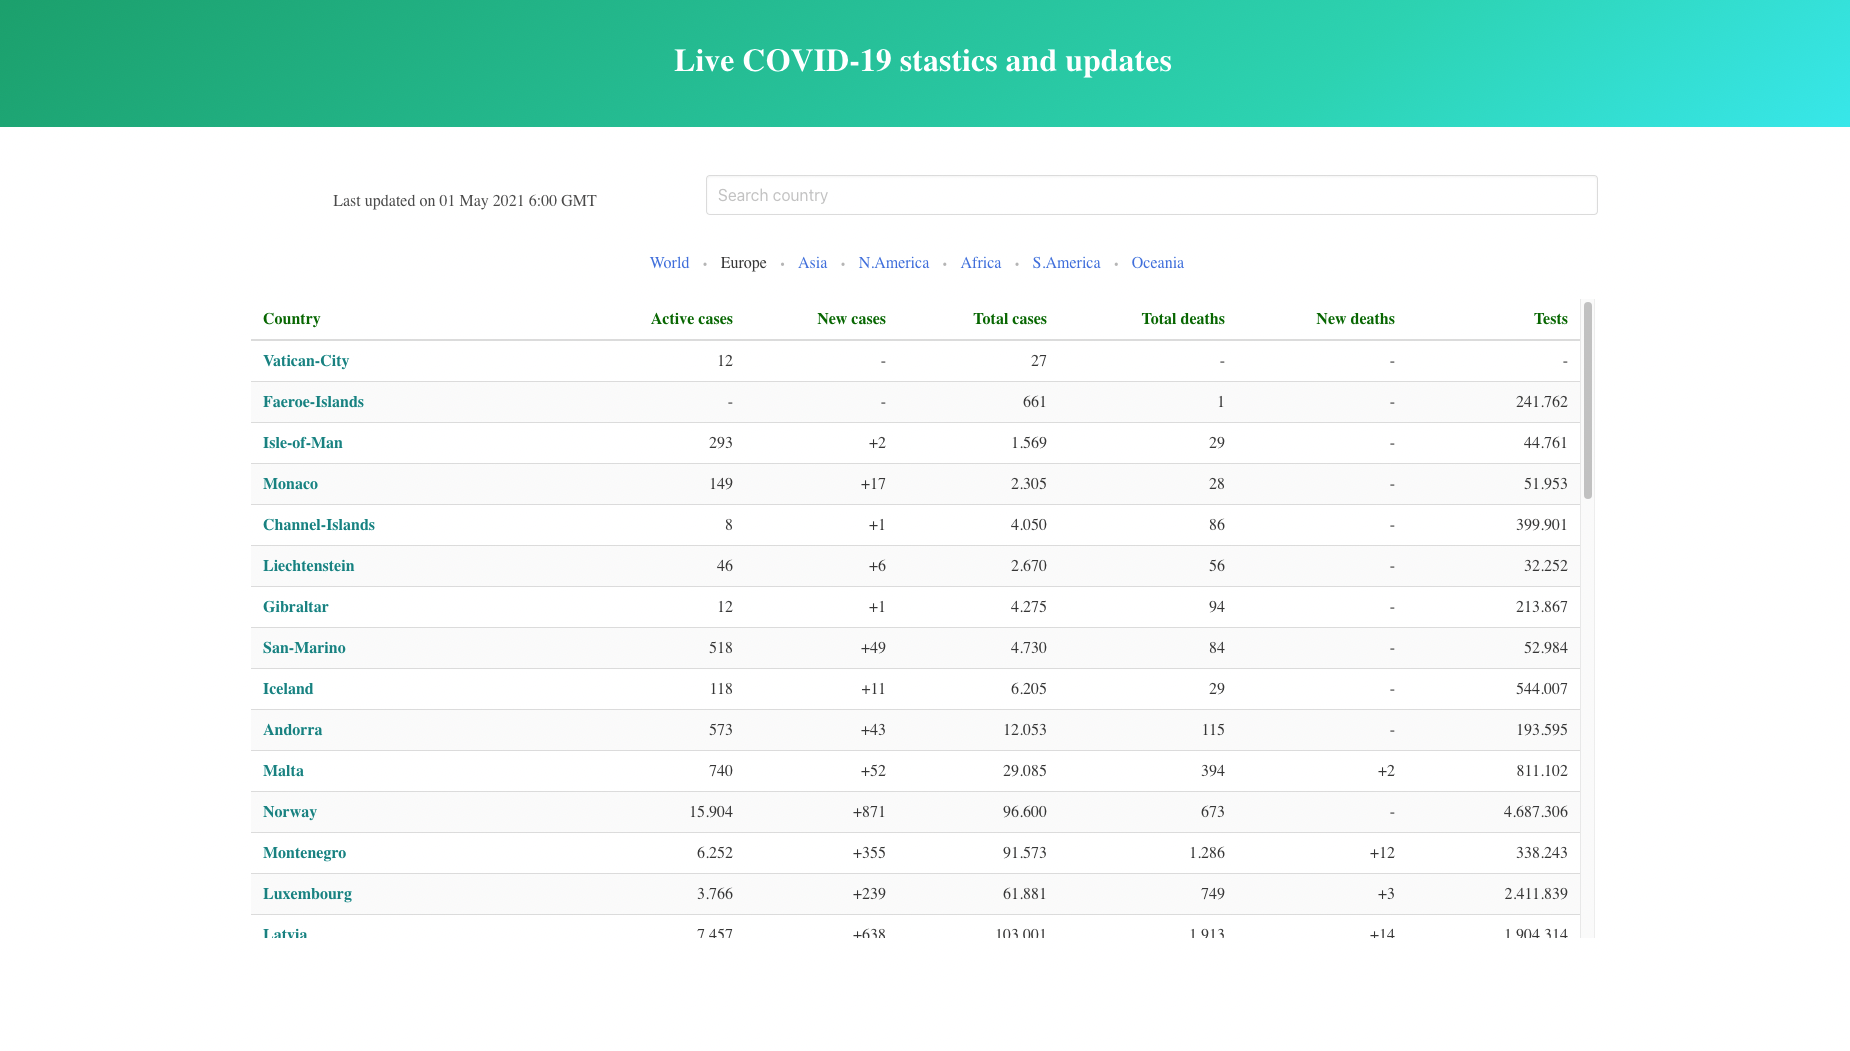 Live COVID-19 stastics and updates
Last updated on 01 May 2021 6:00 GMT
Search country
World • Europe • Asia • N.America • Africa • S.America • Oceania
Country Active cases New cases Total cases Total deaths New deaths Tests
Vatican-City 12 - 27 - - -
Faeroe-Islands - - 661 1 - 241.762
Isle-of-Man 293 +2 1.569 29 - 44.761
Monaco 149 +17 2.305 28 - 51.953
Channel-Islands 8 +1 4.050 86 - 399.901
Liechtenstein 46 +6 2.670 56 - 32.252
Gibraltar 12 +1 4.275 94 - 213.867
San-Marino 518 +49 4.730 84 - 52.984
Iceland 118 +11 6.205 29 - 544.007
Andorra 573 +43 12.053 115 - 193.595
Malta 740 +52 29.085 394 +2 811.102
Norway 15.904 +871 96.600 673 - 4.687.306
Montenegro 6.252 +355 91.573 1.286 +12 338.243
Luxembourg 3.766 +239 61.881 749 +3 2.411.839
Latvia 7.457 +638 103.001 1.913 +14 1.904.314